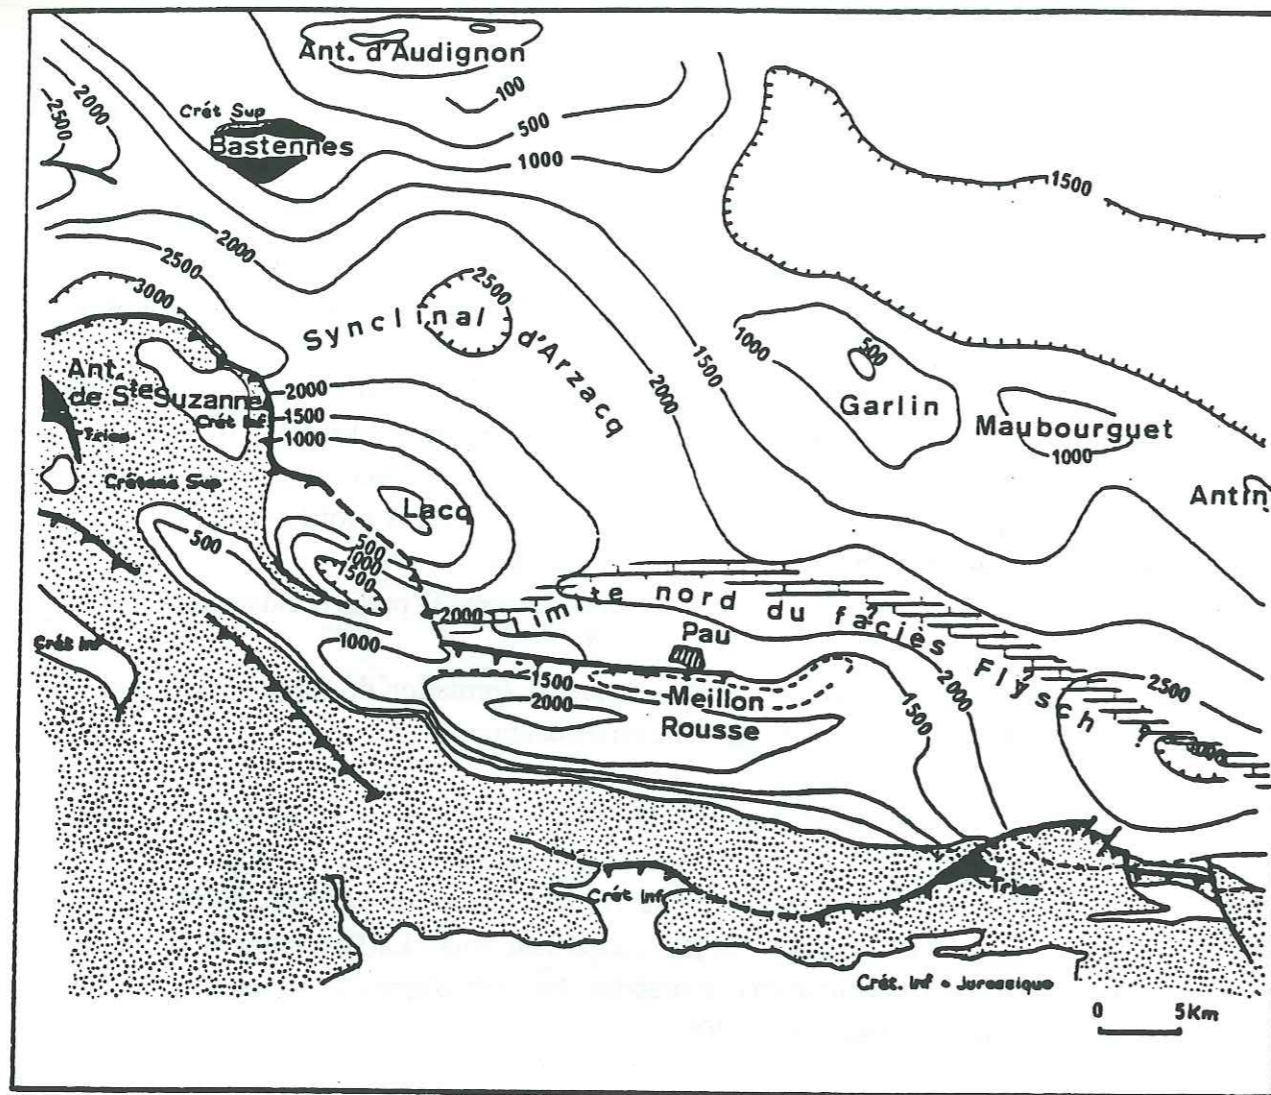 Ant. d'Audignon
100
2000
2500
Crét Sup
Bastennes
500
1000
1500
2000
2500
3000
2500
Synclinal d'Arzacq
1500
2000
1000
500
Garlin
Maubourguet
1000
Antin
Ant.
de Ste Suzanne
Crét Inf
Trias
Crétacé Sup
2000
1500
1000
Lacq
500
500
1000
1500
2000
Limite nord du faciès Flysch
?
?
?
Pau
Crét Inf
1000
1500
Meillon
2000
Rousse
1500
2000
2500
Crét Inf
Trias
Crét. Inf + Jurassique
0 5Km